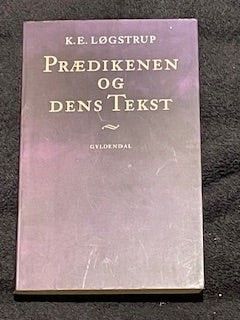 K. E. LØGSTRUP
PRÆDIKENEN
OG
DENS TEKST
GYLDENDAL